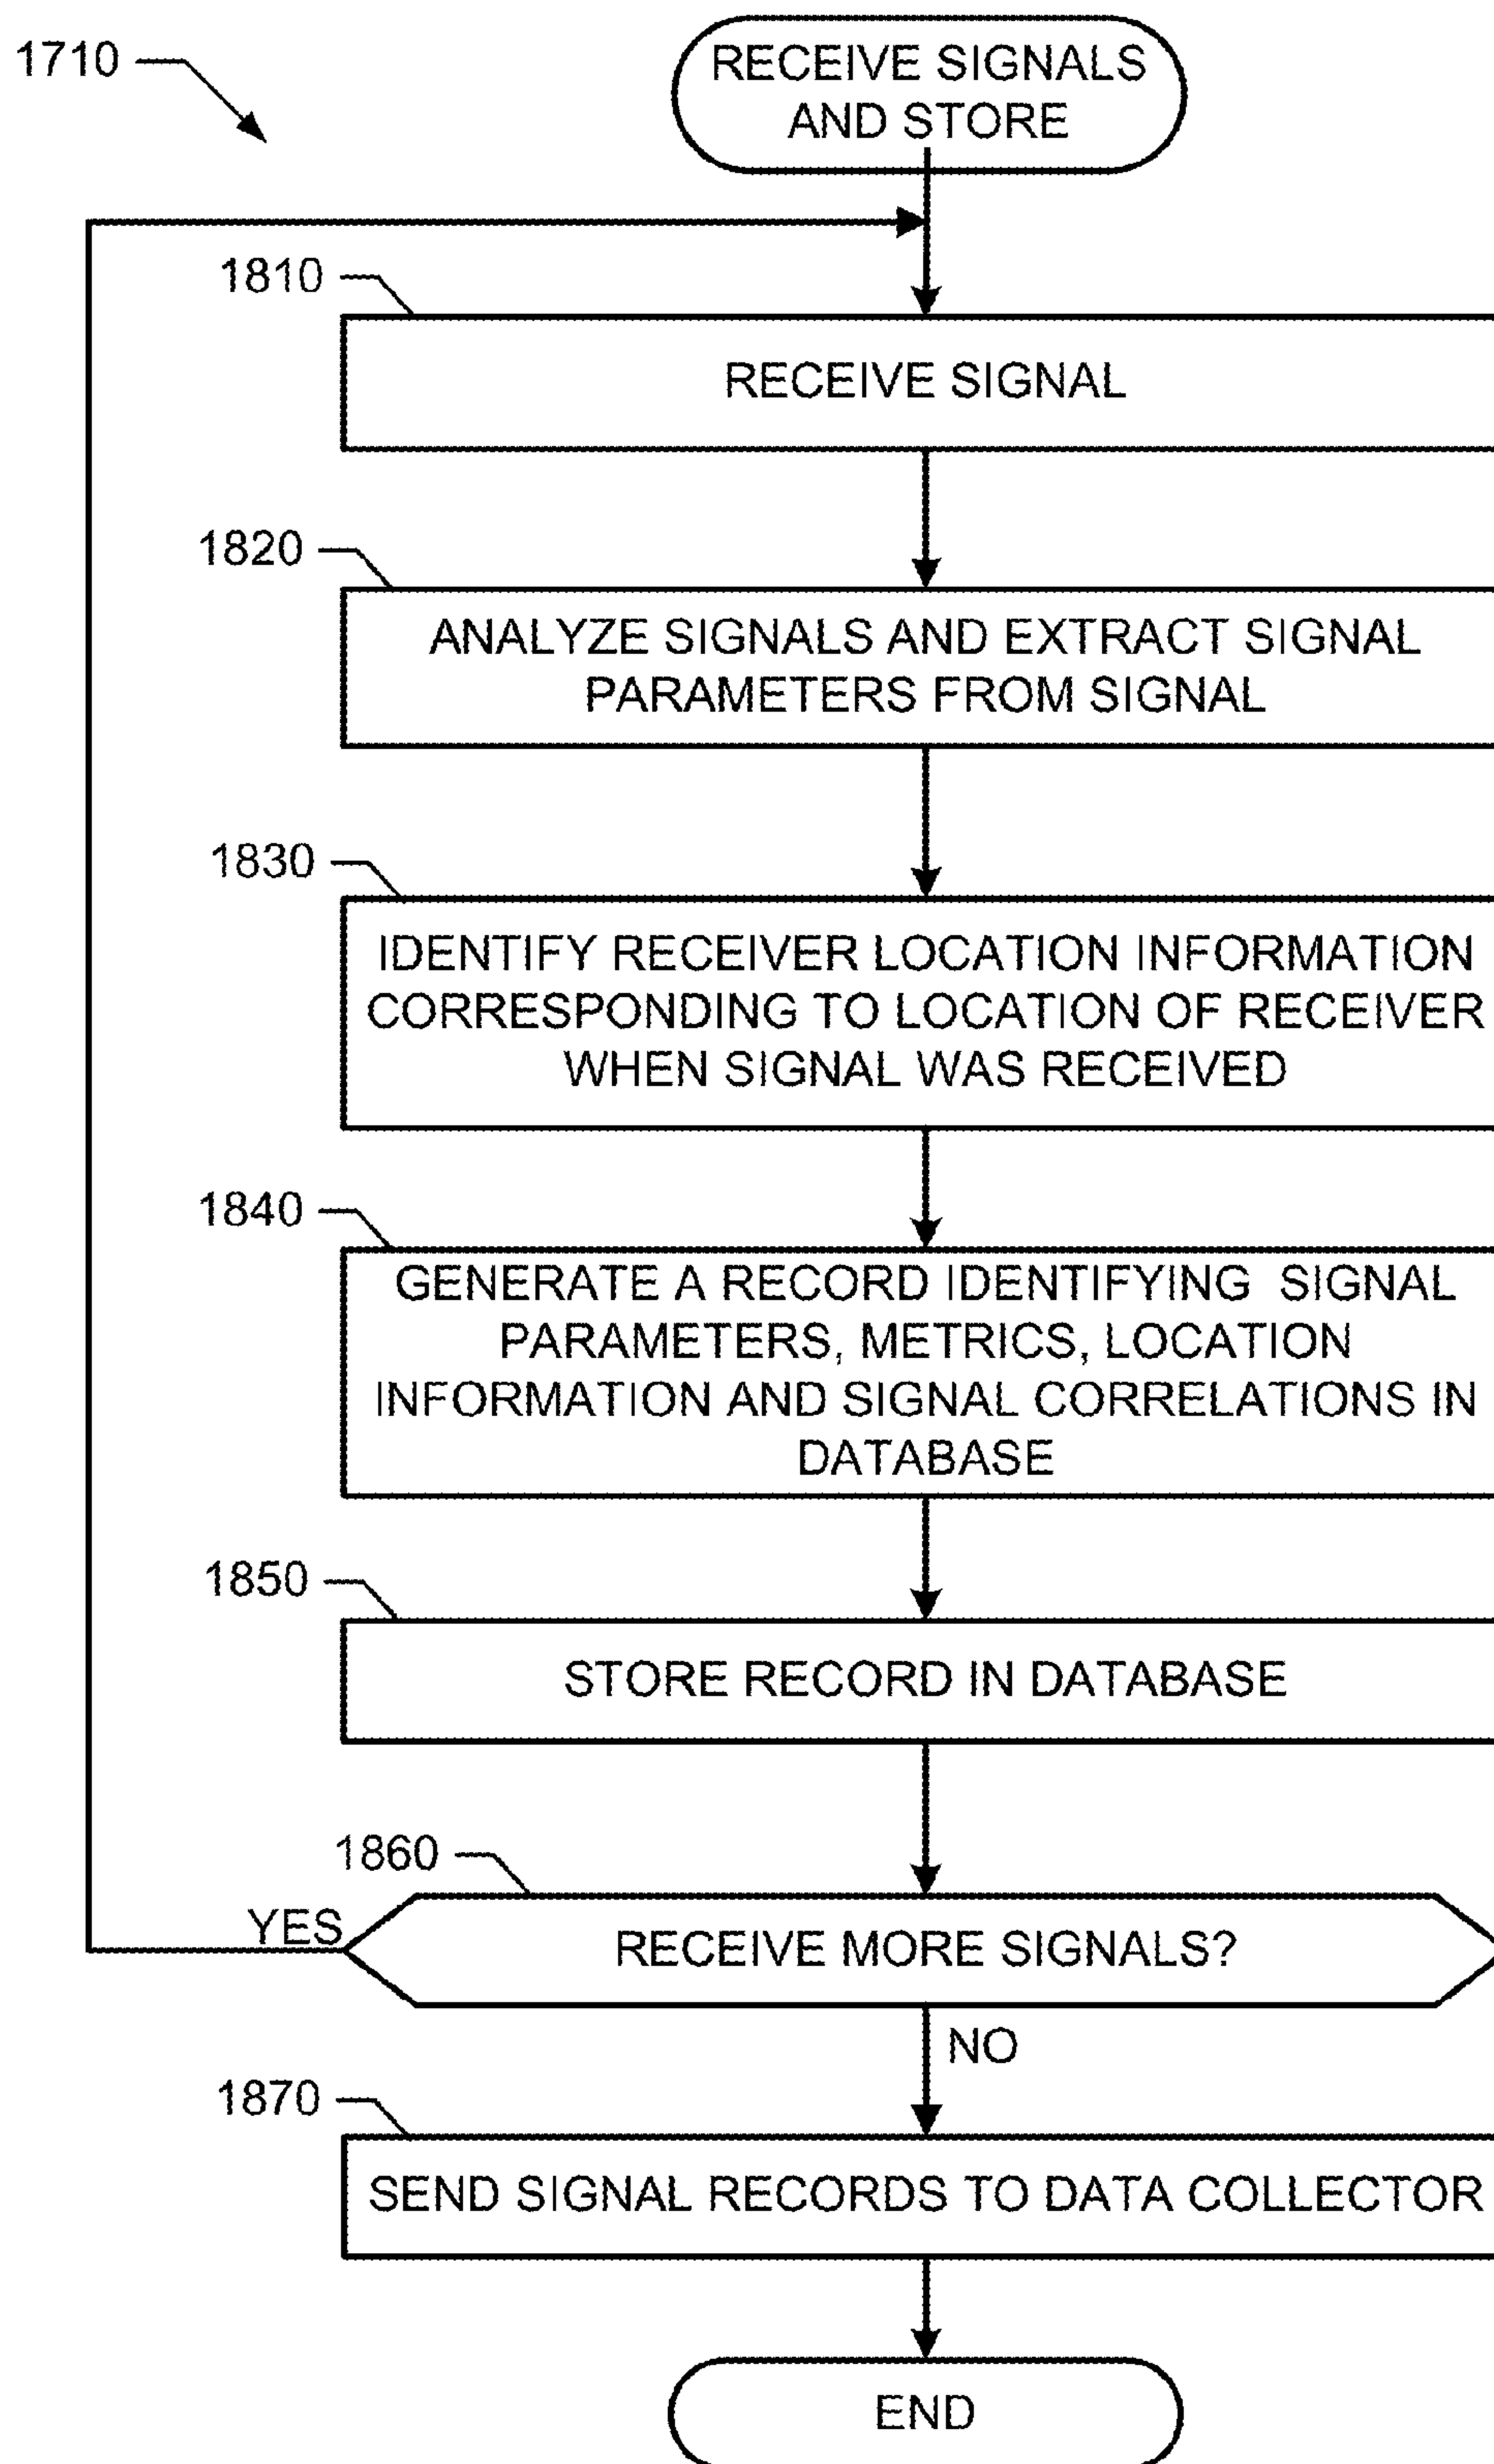 1710
RECEIVE SIGNALS
AND STORE
1810
RECEIVE SIGNAL
1820
ANALYZE SIGNALS AND EXTRACT SIGNAL
PARAMETERS FROM SIGNAL
1830
IDENTIFY RECEIVER LOCATION INFORMATION
CORRESPONDING TO LOCATION OF RECEIVER
WHEN SIGNAL WAS RECEIVED
1840
GENERATE A RECORD IDENTIFYING SIGNAL
PARAMETERS, METRICS, LOCATION
INFORMATION AND SIGNAL CORRELATIONS IN
DATABASE
1850
STORE RECORD IN DATABASE
1860
YES
RECEIVE MORE SIGNALS?
NO
1870
SEND SIGNAL RECORDS TO DATA COLLECTOR
END